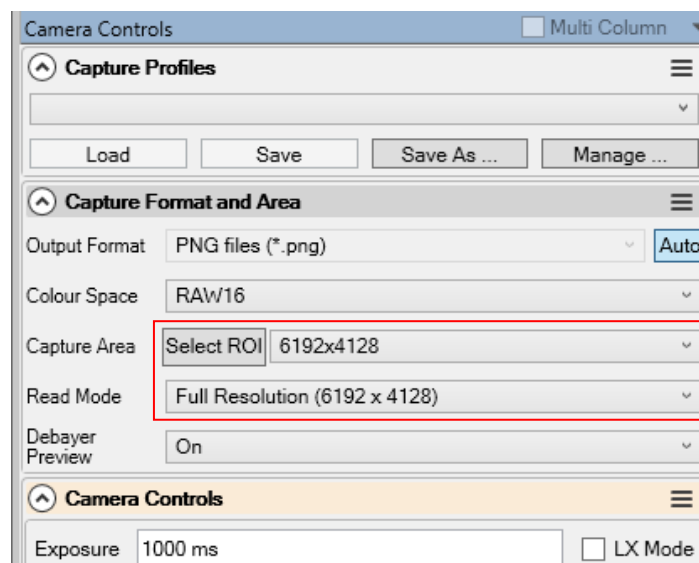 Camera Controls Multi Column
Capture Profiles
Load Save Save As ... Manage ...
Capture Format and Area
Output Format PNG files (*.png) Auto
Colour Space RAW16
Capture Area Select ROI 6192x4128
Read Mode Full Resolution (6192 x 4128)
Debayer
Preview On
Camera Controls
Exposure 1000 ms LX Mode